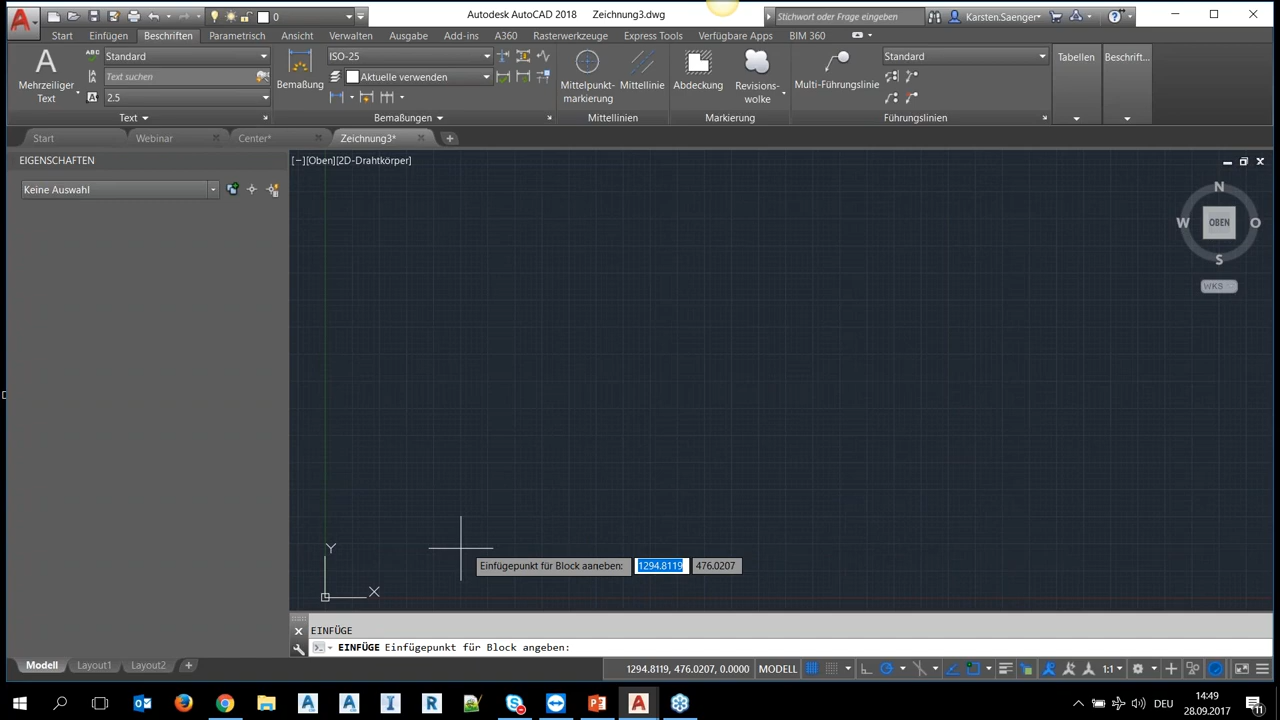 Autodesk AutoCAD 2018 Zeichnung3.dwg
Stichwort oder Frage eingeben
Karsten.Saenger
0
Start Einfügen Beschriften Parametrisch Ansicht Verwalten Ausgabe Add-ins A360 Rasterwerkzeuge Express Tools Verfügbare Apps BIM 360
Standard
ISO-25
Standard
Text suchen
Aktuelle verwenden
Mehrzeiliger
Text
2.5
Bemaßung
Mittelpunkt-
markierung
Mittellinie
Abdeckung
Revisions-
wolke
Multi-Führungslinie
Tabellen
Beschrift...
Text
Bemaßungen
Mittellinien
Markierung
Führungslinien
Start Webinar Center* Zeichnung3*
EIGENSCHAFTEN
Keine Auswahl
[−][Oben][2D-Drahtkörper]
N
W OBEN O
S
WKS
Y
X
Einfügepunkt für Block angeben: 1294.8119 476.0207
EINFÜGE
EINFÜGE Einfügepunkt für Block angeben:
Modell Layout1 Layout2
1294.8119, 476.0207, 0.0000 MODELL 1:1
DEU
14:49
28.09.2017
11